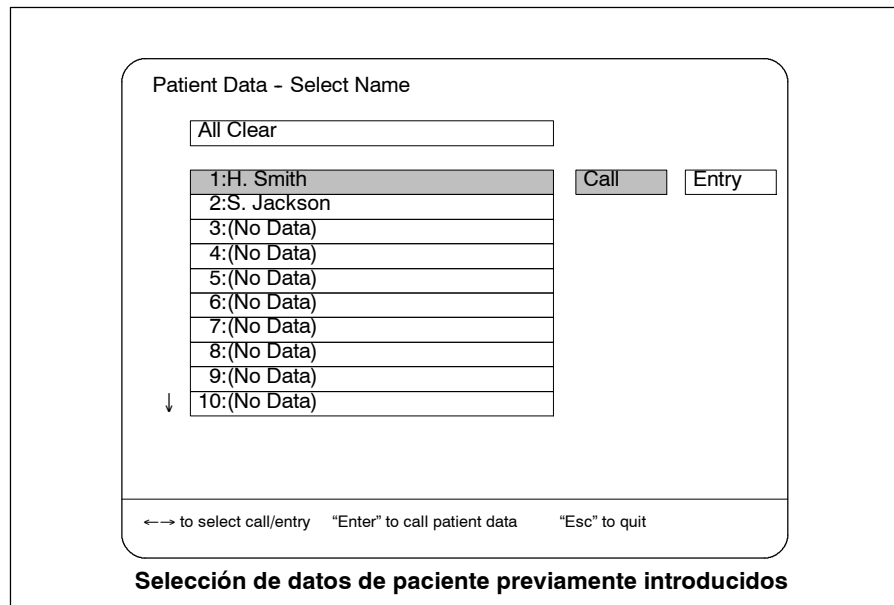 Patient Data - Select Name
All Clear
1:H. Smith Call Entry
2:S. Jackson
3:(No Data)
4:(No Data)
5:(No Data)
6:(No Data)
7:(No Data)
8:(No Data)
9:(No Data)
↓ 10:(No Data)
←→ to select call/entry “Enter” to call patient data “Esc” to quit
Selección de datos de paciente previamente introducidos